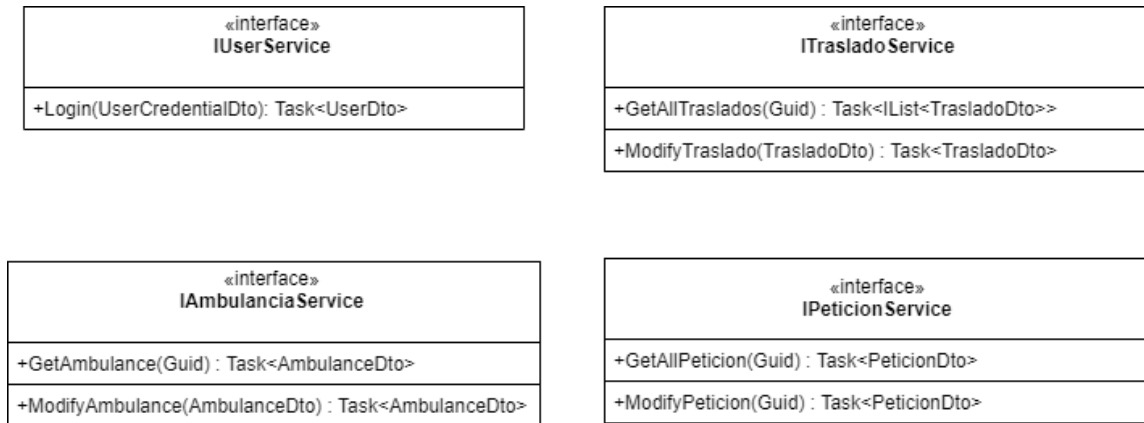 «interface»
IUserService
+Login(UserCredentialDto): Task<UserDto>
«interface»
ITrasladoService
+GetAllTraslados(Guid) : Task<IList<TrasladoDto>>
+ModifyTraslado(TrasladoDto) : Task<TrasladoDto>
«interface»
IAmbulanciaService
+GetAmbulance(Guid) : Task<AmbulanceDto>
+ModifyAmbulance(AmbulanceDto) : Task<AmbulanceDto>
«interface»
IPeticionService
+GetAllPeticion(Guid) : Task<PeticionDto>
+ModifyPeticion(Guid) : Task<PeticionDto>